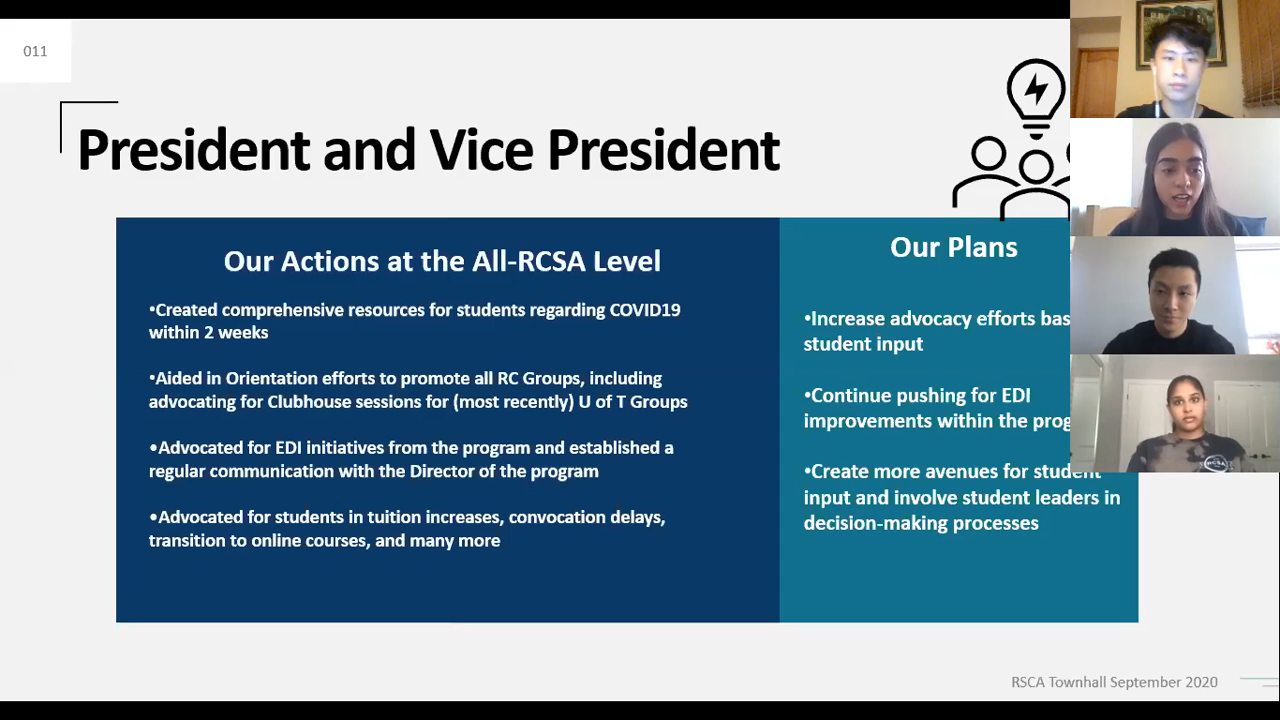 011
President and Vice President
Our Actions at the All-RCSA Level
•Created comprehensive resources for students regarding COVID19
within 2 weeks
•Aided in Orientation efforts to promote all RC Groups, including
advocating for Clubhouse sessions for (most recently) U of T Groups
•Advocated for EDI initiatives from the program and established a
regular communication with the Director of the program
•Advocated for students in tuition increases, convocation delays,
transition to online courses, and many more
Our Plans
•Increase advocacy efforts
student input
•Continue pushing for EDI
improvements within the
•Create more avenues for student
input and involve student leaders in
decision-making processes
RCSA
RSCA Townhall September 2020